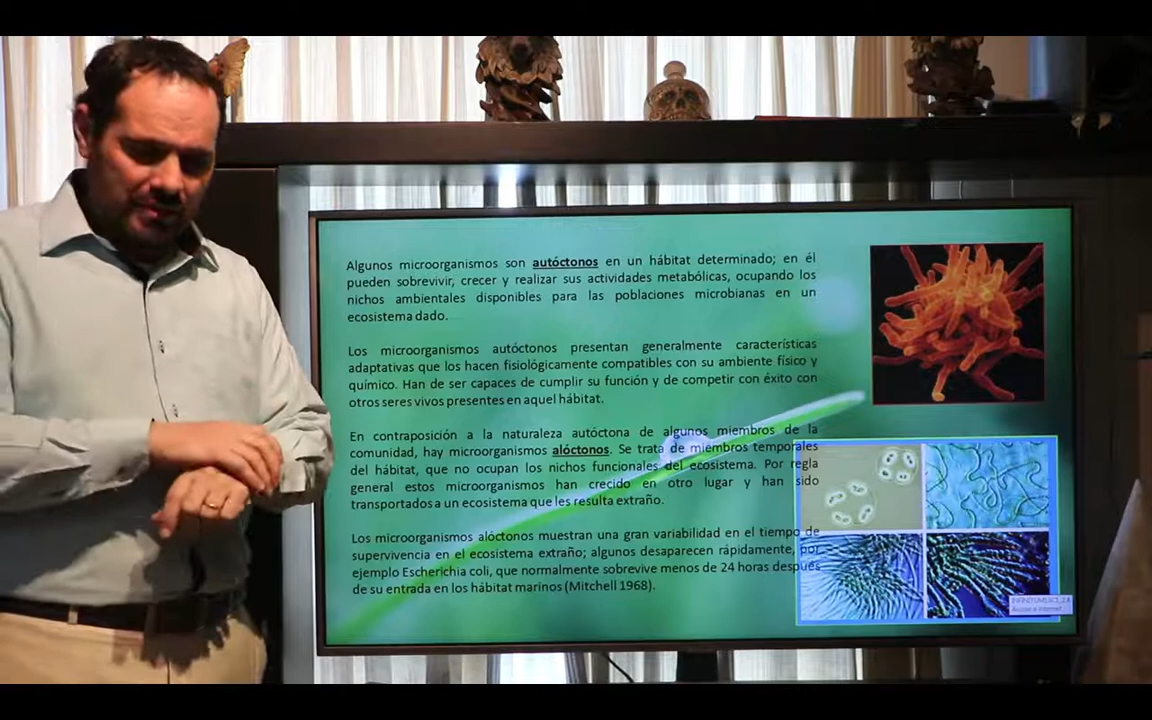 Algunos microorganismos son autóctonos en un hábitat determinado; en él
pueden sobrevivir, crecer y realizar sus actividades metabólicas, ocupando los
nichos ambientales disponibles para las poblaciones microbianas en un
ecosistema dado.
Los microorganismos autóctonos presentan generalmente características
adaptativas que los hacen fisiológicamente compatibles con su ambiente físico y
químico. Han de ser capaces de cumplir su función y de competir con éxito con
otros seres vivos presentes en aquel hábitat.
En contraposición a la naturaleza autóctona de algunos miembros de la
comunidad, hay microorganismos alóctonos. Se trata de miembros temporales
del hábitat, que no ocupan los nichos funcionales del ecosistema. Por regla
general estos microorganismos han crecido en otro lugar y han sido
transportados a un ecosistema que les resulta extraño.
Los microorganismos alóctonos muestran una gran variabilidad en el tiempo de
supervivencia en el ecosistema extraño; algunos desaparecen rápidamente, por
ejemplo Escherichia coli, que normalmente sobrevive menos de 24 horas después
de su entrada en los hábitat marinos (Mitchell 1968).
Acceso a Internet